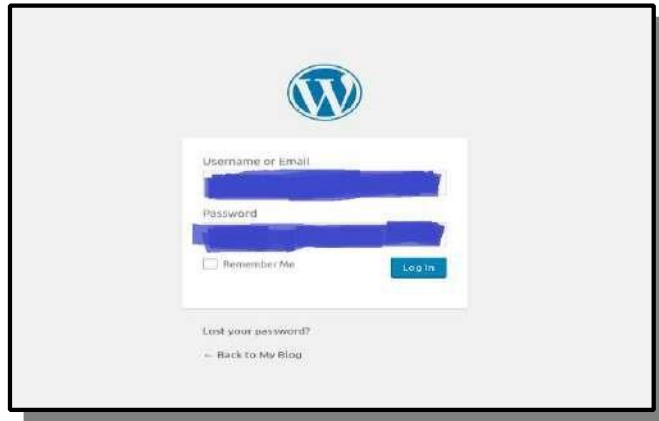 Username or Email
Password
Remember Me
Log In
Lost your password?
← Back to My Blog